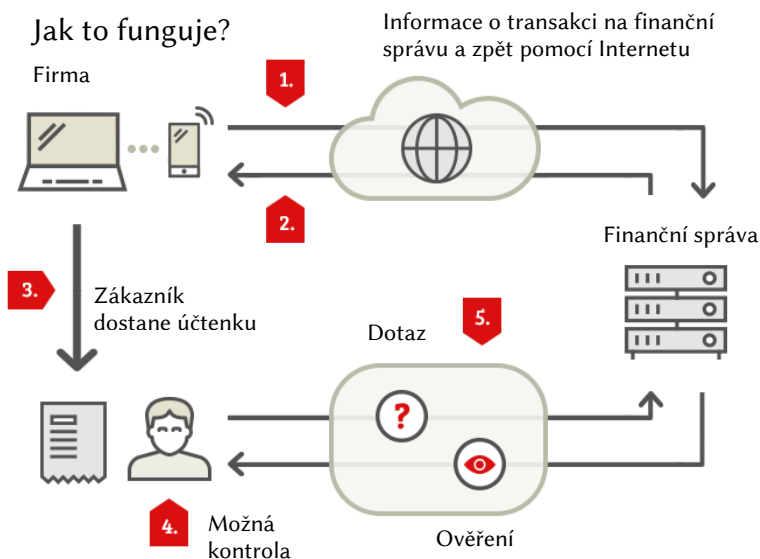 Jak to funguje?
Informace o transakci na finanční
správu a zpět pomocí Internetu
Firma
1.
2.
Finanční správa
3.
Zákazník
dostane účtenku
5.
Dotaz
?
4.
Možná
kontrola
Ověření